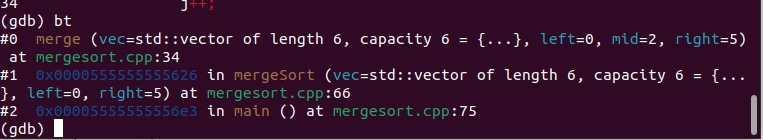 34 j++;
(gdb) bt
#0 merge (vec=std::vector of length 6, capacity 6 = {...}, left=0, mid=2, right=5)
at mergesort.cpp:34
#1 0x0000555555555626 in mergeSort (vec=std::vector of length 6, capacity 6 = {...
}, left=0, right=5) at mergesort.cpp:66
#2 0x00005555555556e3 in main () at mergesort.cpp:75
(gdb)